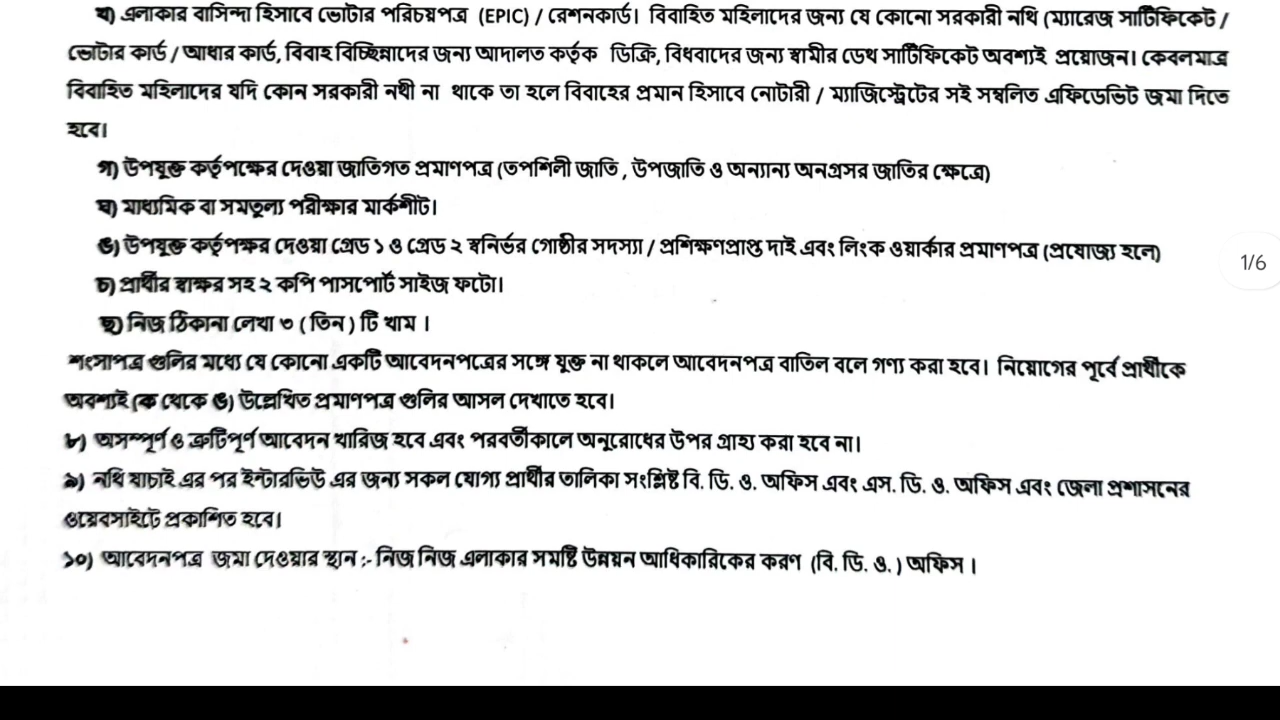 খ) এলাকার বাসিন্দা হিসাবে ভোটার পরিচয়পত্র (EPIC) / রেশনকার্ড। বিবাহিত মহিলাদের জন্য যে কোনো সরকারী নথি (ম্যারেজ সার্টিফিকেট /
ভোটার কার্ড / আধার কার্ড, বিবাহ বিচ্ছিন্নাদের জন্য আদালত কর্তৃক ডিক্রি, বিধবাদের জন্য স্বামীর ডেথ সার্টিফিকেট অবশ্যই প্রয়োজন। কেবলমাত্র
বিবাহিত মহিলাদের যদি কোন সরকারী নথী না থাকে তা হলে বিবাহের প্রমান হিসাবে নোটারী / ম্যাজিস্ট্রেটের সই সম্বলিত এফিডেভিট জমা দিতে
হবে।
গ) উপযুক্ত কর্তৃপক্ষের দেওয়া জাতিগত প্রমাণপত্র (তপশিলী জাতি , উপজাতি ও অন্যান্য অনগ্রসর জাতির ক্ষেত্রে)
ঘ) মাধ্যমিক বা সমতুল্য পরীক্ষার মার্কশীট।
ঙ) উপযুক্ত কর্তৃপক্ষর দেওয়া গ্রেড ১ ও গ্রেড ২ স্বনির্ভর গোষ্ঠীর সদস্যা / প্রশিক্ষণপ্রাপ্ত দাই এবং লিংক ওয়ার্কার প্রমাণপত্র (প্রযোজ্য হলে)
1/6
চ) প্রার্থীর স্বাক্ষর সহ ২ কপি পাসপোর্ট সাইজ ফটো।
ছ) নিজ ঠিকানা লেখা ৩ ( তিন ) টি খাম ।
শংসাপত্র গুলির মধ্যে যে কোনো একটি আবেদনপত্রের সঙ্গে যুক্ত না থাকলে আবেদনপত্র বাতিল বলে গণ্য করা হবে। নিয়োগের পূর্বে প্রার্থীকে
অবশ্যই (ক থেকে ঙ) উল্লেখিত প্রমাণপত্র গুলির আসল দেখাতে হবে।
৮) অসম্পূর্ণ ও ত্রুটিপূর্ণ আবেদন খারিজ হবে এবং পরবর্তীকালে অনুরোধের উপর গ্রাহ্য করা হবে না।
৯) নথি যাচাই এর পর ইন্টারভিউ এর জন্য সকল যোগ্য প্রার্থীর তালিকা সংশ্লিষ্ট বি. ডি. ও. অফিস এবং এস. ডি. ও. অফিস এবং জেলা প্রশাসনের
ওয়েবসাইটে প্রকাশিত হবে।
১০) আবেদনপত্র জমা দেওয়ার স্থান :- নিজ নিজ এলাকার সমষ্টি উন্নয়ন আধিকারিকের করণ (বি. ডি. ও. ) অফিস ।